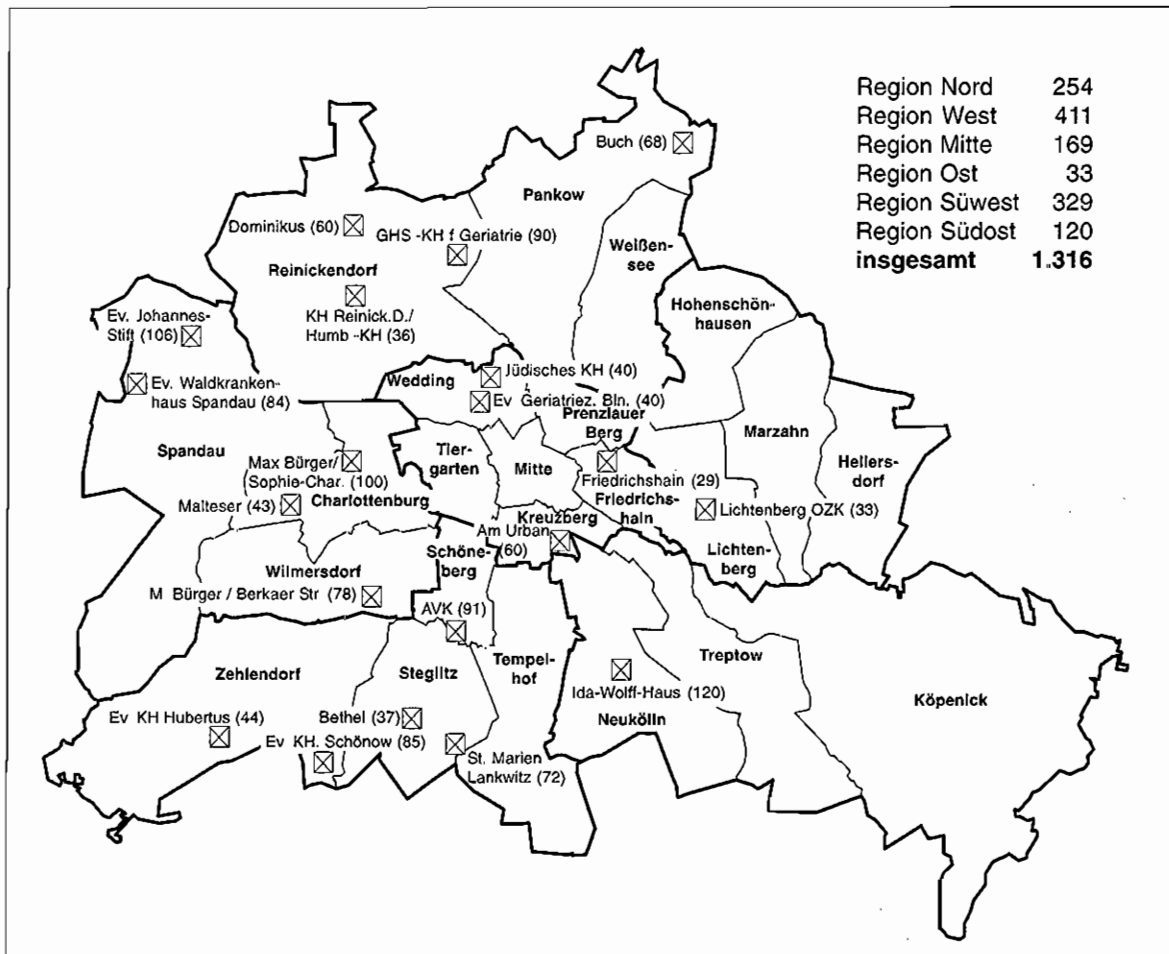 Region Nord 254
Region West 411
Region Mitte 169
Region Ost 33
Region Süwest 329
Region Südost 120
insgesamt 1.316
Buch (68)
Pankow
Dominikus (60)
GHS -KH f Geriatrie (90)
Weißen-
see
Reinickendorf
Hohenschön-
hausen
KH Reinick.D./
Humb -KH (36)
Ev. Johannes-
Stift (106)
Ev. Waldkranken-
haus Spandau (84)
Wedding
Jüdisches KH (40)
Ev Geriatriez. Bln. (40)
Prenzlauer
Berg
Marzahn
Spandau
Tier-
garten
Mitte
Hellers-
dorf
Max Bürger/
Sophie-Char. (100)
Charlottenburg
Malteser (43)
Friedrichshain (29)
Friedrichs-
hain
Lichtenberg OZK (33)
Kreuzberg
Am Urban
(60)
Schöne-
berg
Lichten-
berg
Wilmersdorf
M Bürger / Berkaer Str (78)
AVK (91)
Zehlendorf
Steglitz
Tempel-
hof
Treptow
Ida-Wolff-Haus (120)
Neukölln
Köpenick
Ev KH Hubertus (44)
Bethel (37)
Ev KH. Schönow (85)
St. Marien
Lankwitz (72)